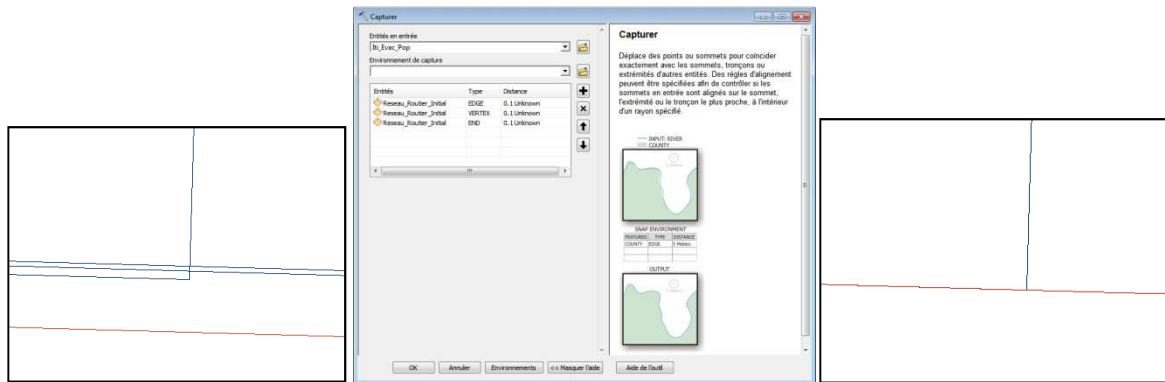 Capturer
Entités en entrée
Iti_Evac_Pop
Environnement de capture
Entités Type Distance
Reseau_Routier_Initial EDGE 0.1 Unknown
Reseau_Routier_Initial VERTEX 0.1 Unknown
Reseau_Routier_Initial END 0.1 Unknown
OK
Annuler
Environnements
<< Masquer l'aide
Capturer
Déplace des points ou sommets pour coïncider
exactement avec les sommets, tronçons ou
extrémités d'autres entités. Des règles d'alignement
peuvent être spécifiées afin de contrôler si les
sommets en entrée sont alignés sur le sommet,
l'extrémité ou le tronçon le plus proche, à l'intérieur
d'un rayon spécifié.
INPUT: RIVER
COUNTY
SNAP ENVIRONMENT
FEATURES TYPE DISTANCE
COUNTY EDGE 5 Meters
OUTPUT
Aide de l'outil